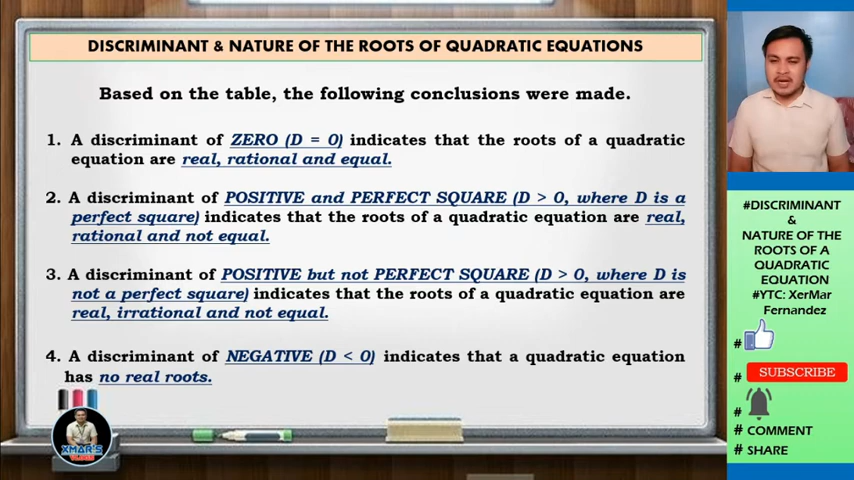 DISCRIMINANT & NATURE OF THE ROOTS OF QUADRATIC EQUATIONS
Based on the table, the following conclusions were made.
1. A discriminant of ZERO (D = 0) indicates that the roots of a quadratic
equation are real, rational and equal.
2. A discriminant of POSITIVE and PERFECT SQUARE (D > 0, where D is a
perfect square) indicates that the roots of a quadratic equation are real,
rational and not equal.
3. A discriminant of POSITIVE but not PERFECT SQUARE (D > 0, where D is
not a perfect square) indicates that the roots of a quadratic equation are
real, irrational and not equal.
4. A discriminant of NEGATIVE (D < 0) indicates that a quadratic equation
has no real roots.
XMAR'S
#DISCRIMINANT
&
NATURE OF THE
ROOTS OF A
QUADRATIC
EQUATION
#YTC: XerMar
Fernandez
#
# SUBSCRIBE
#
# COMMENT
# SHARE